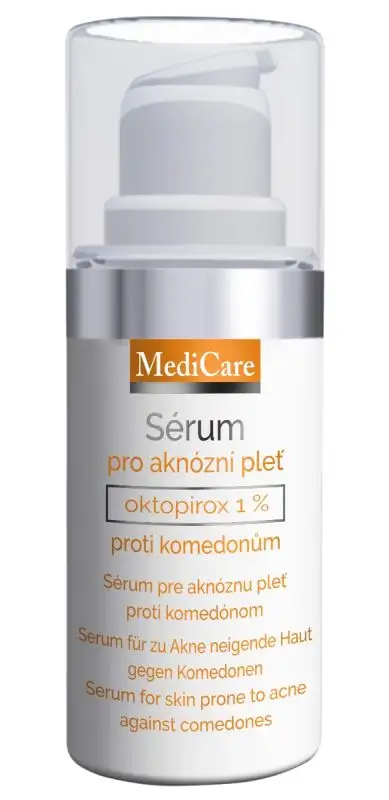 MediCare
Sérum
pro aknózní pleť
oktopirox 1 %
proti komedonům
Sérum pre aknóznu pleť
proti komedónom
Serum für zu Akne neigende Haut
gegen Komedonen
Serum for skin prone to acne
against comedones